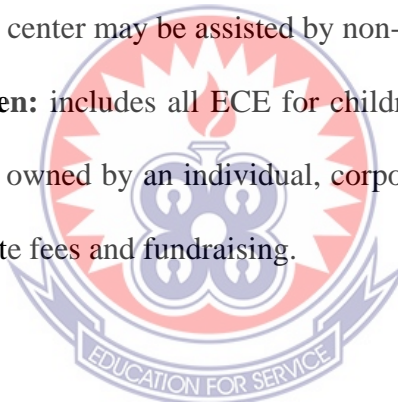 center may be assisted by non-
en: includes all ECE for childr
owned by an individual, corpo
te fees and fundraising.
EDUCATION FOR SERVICE